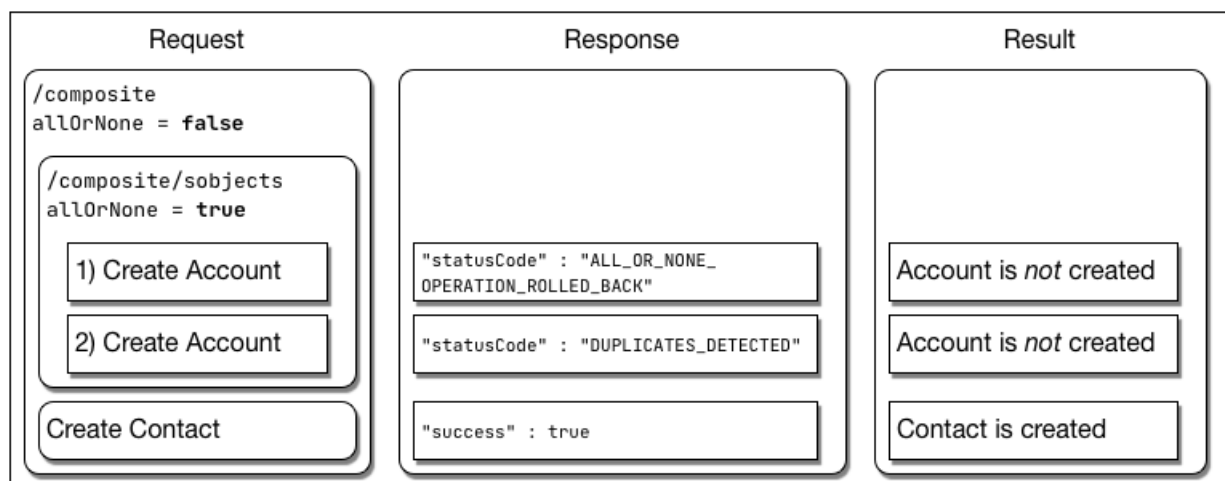 Request
Response
Result
/composite
allOrNone = false
/composite/sobjects
allOrNone = true
1) Create Account
"statusCode" : "ALL_OR_NONE_
OPERATION_ROLLED_BACK"
Account is not created
2) Create Account
"statusCode" : "DUPLICATES_DETECTED"
Account is not created
Create Contact
"success" : true
Contact is created